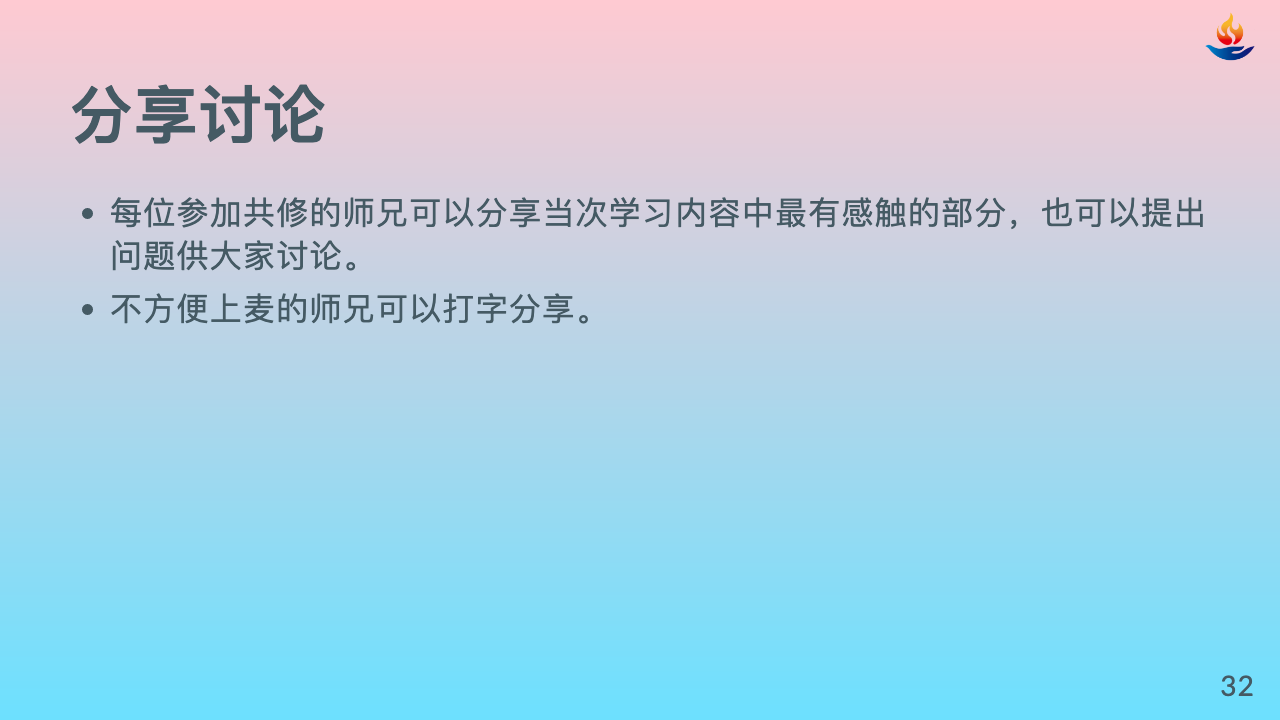 分享讨论
• 每位参加共修的师兄可以分享当次学习内容中最有感触的部分，也可以提出
问题供大家讨论。
• 不方便上麦的师兄可以打字分享。
32